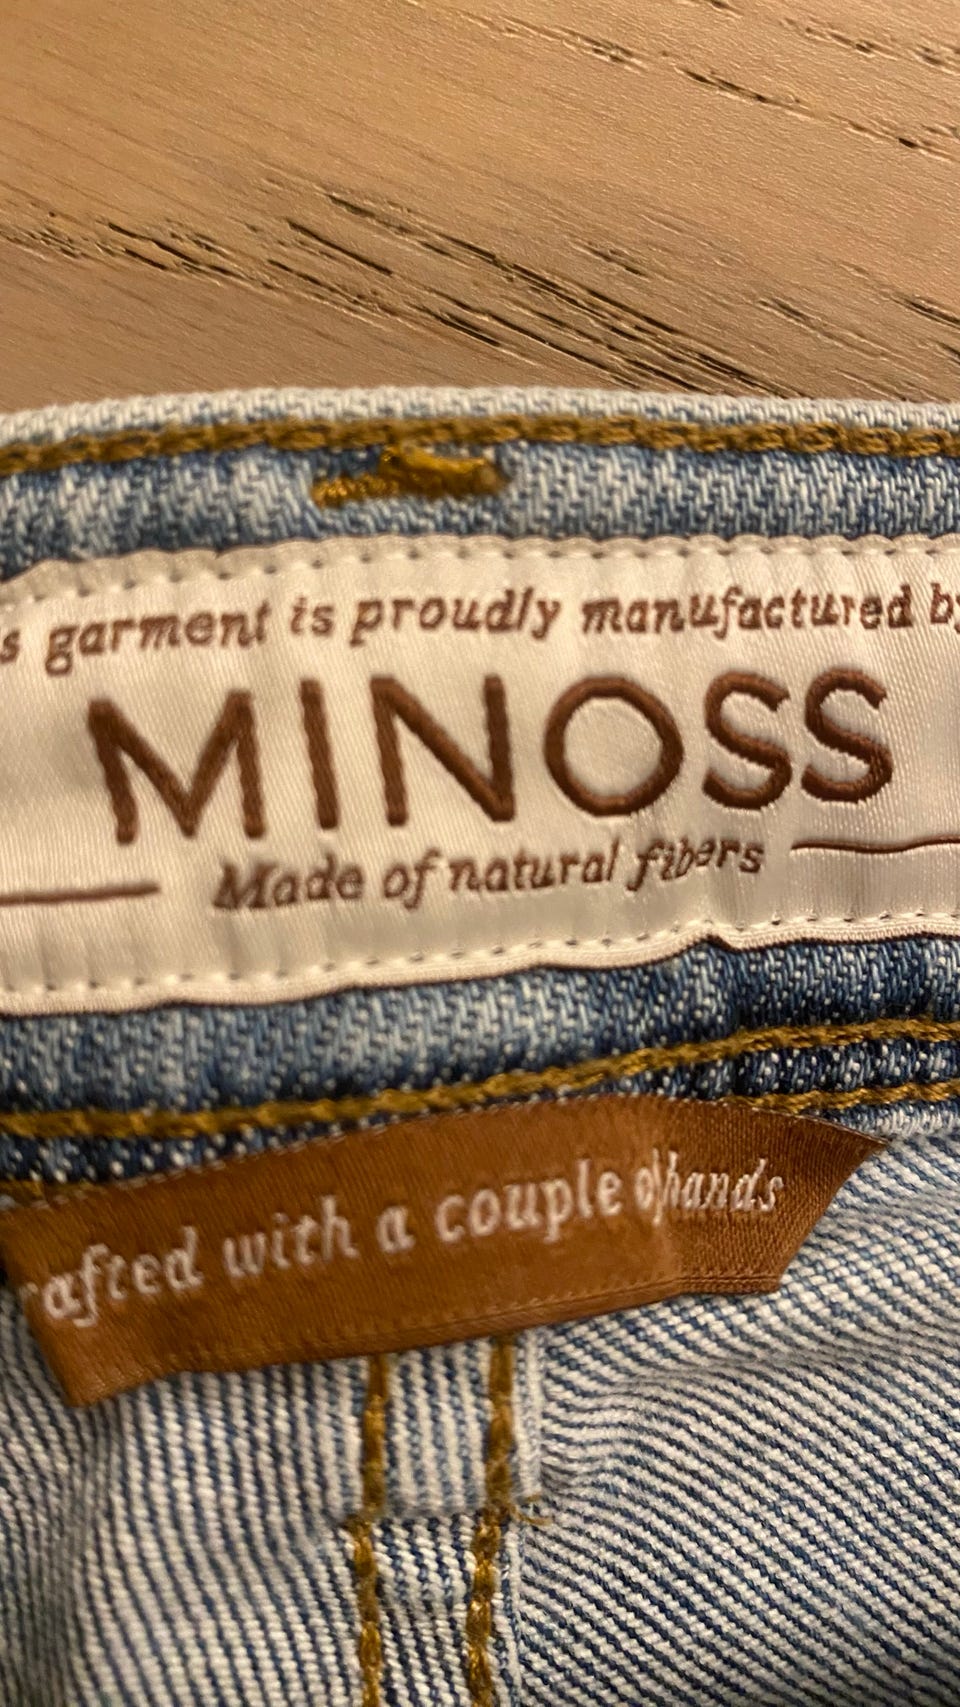 s garment is proudly manufactured by
MINOSS
Made of natural fibers
rafted with a couple of hands